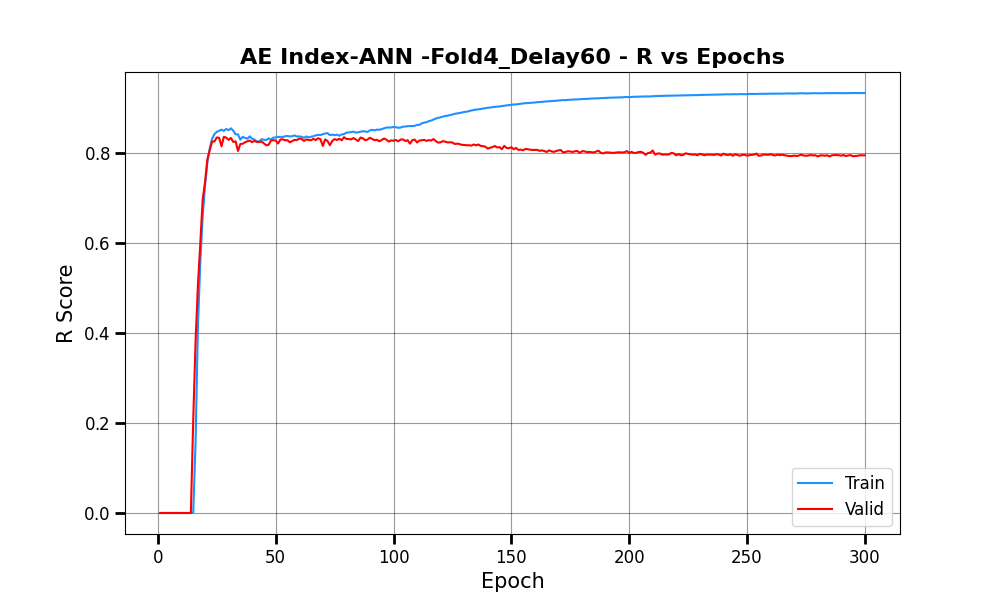 AE Index-ANN -Fold4_Delay60 - R vs Epochs
R Score
0.8
0.6
0.4
0.2
0.0
0 50 100 150 200 250 300
Epoch
Train
Valid